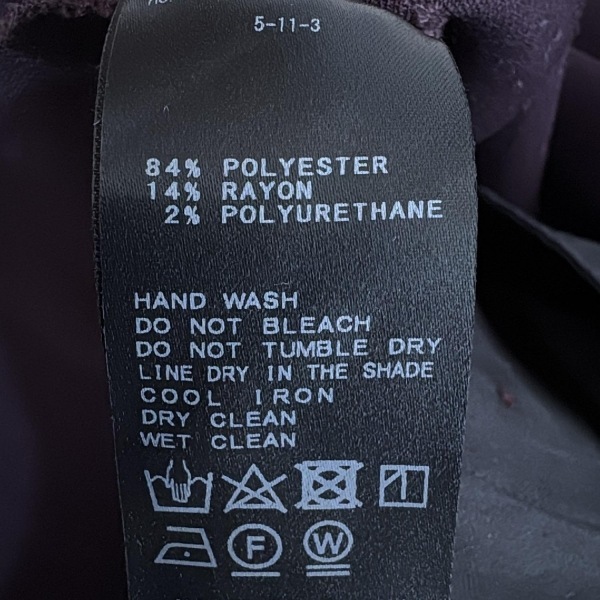 5-11-3
84% POLYESTER
14% RAYON
2% POLYURETHANE
HAND WASH
DO NOT BLEACH
DO NOT TUMBLE DRY
LINE DRY IN THE SHADE
COOL IRON
DRY CLEAN
WET CLEAN
F W